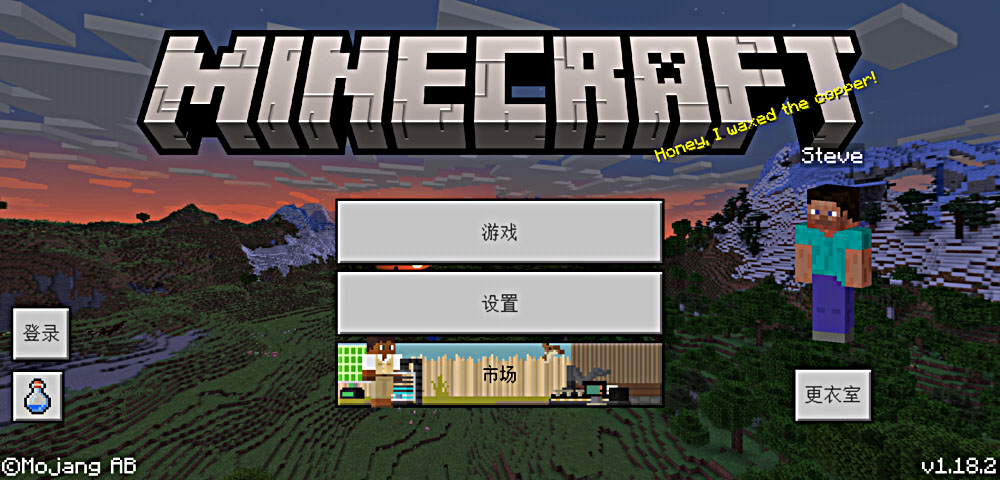 MINECRAFT
Honey, I waxed the copper!
Steve
游戏
设置
登录
市场
更衣室
©Mojang AB
v1.18.2